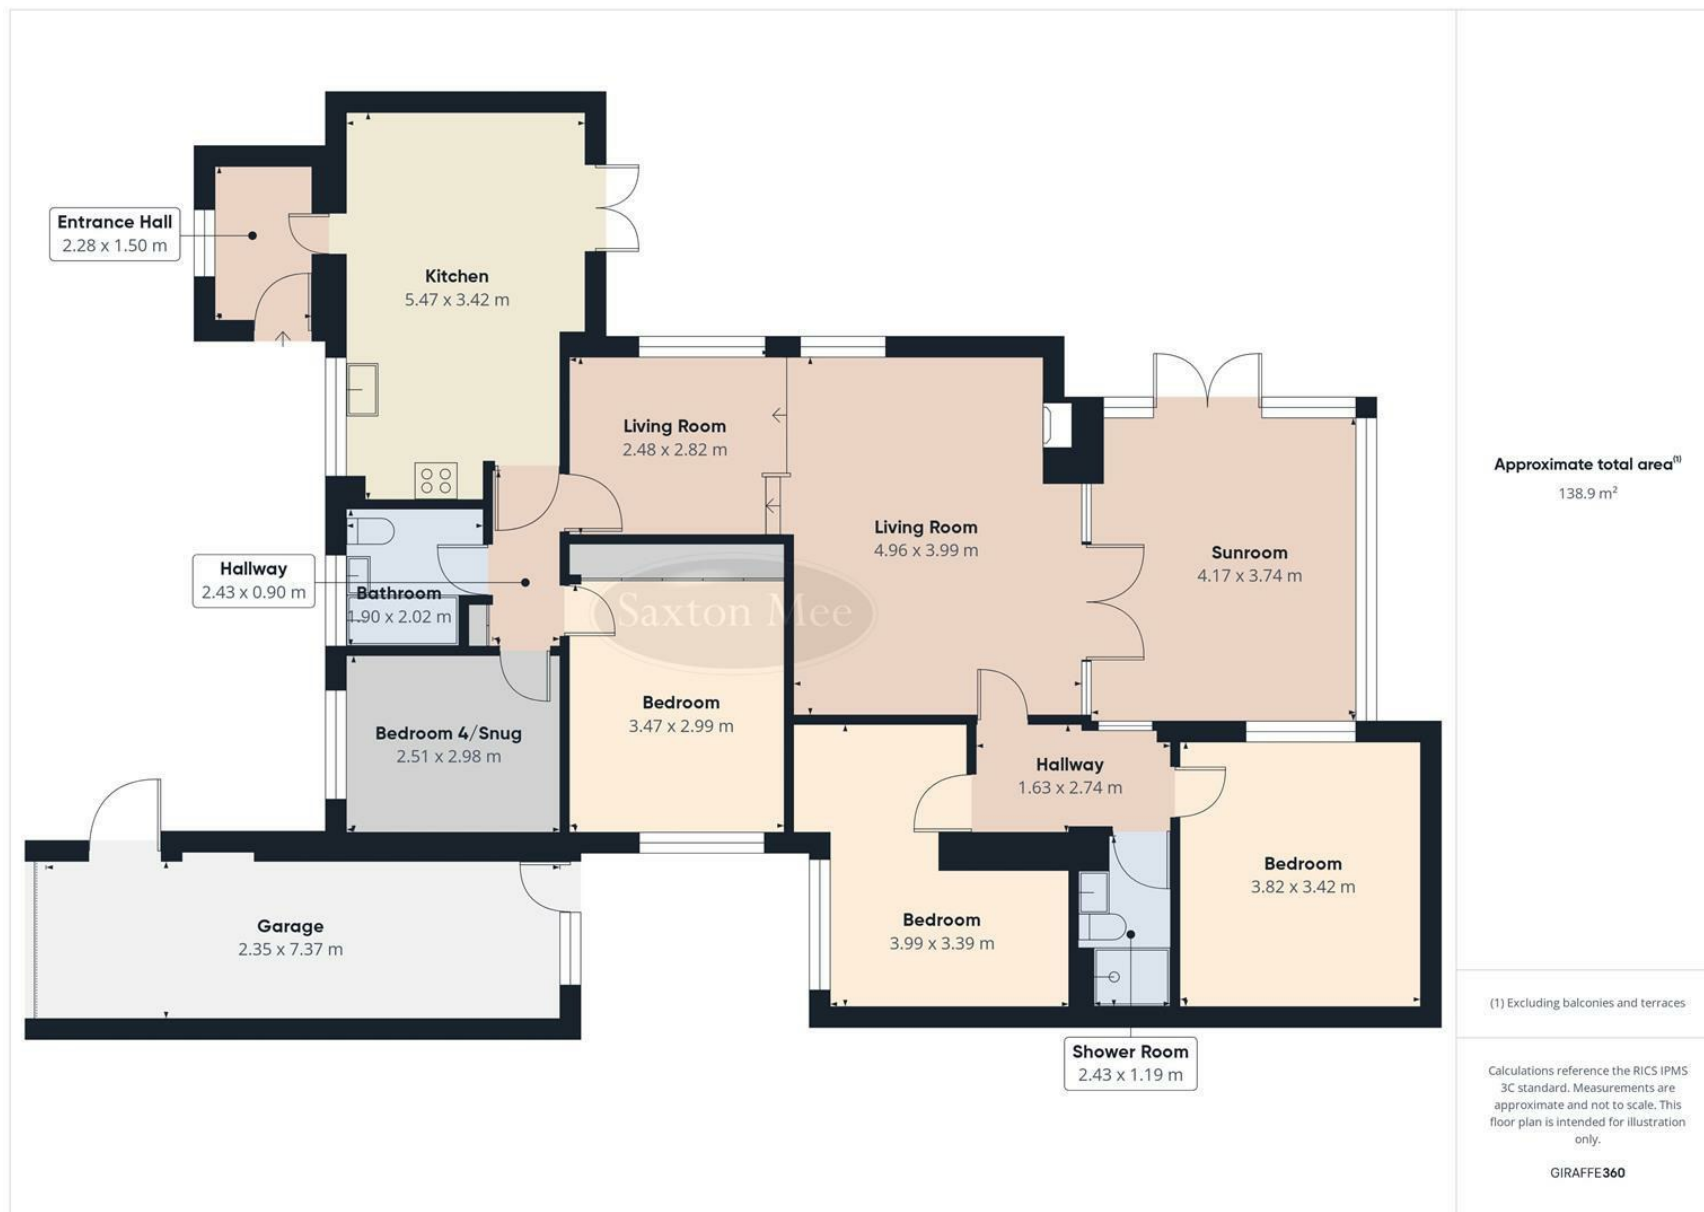 Entrance Hall
2.28 x 1.50 m
Kitchen
5.47 x 3.42 m
Living Room
2.48 x 2.82 m
Living Room
4.96 x 3.99 m
Sunroom
4.17 x 3.74 m
Hallway
2.43 x 0.90 m
Bathroom
1.90 x 2.02 m
Saxton Mee
Bedroom 4/Snug
2.51 x 2.98 m
Bedroom
3.47 x 2.99 m
Hallway
1.63 x 2.74 m
Bedroom
3.82 x 3.42 m
Bedroom
3.99 x 3.39 m
Garage
2.35 x 7.37 m
Shower Room
2.43 x 1.19 m
Approximate total area(1)
138.9 m²
(1) Excluding balconies and terraces
Calculations reference the RICS IPMS
3C standard. Measurements are
approximate and not to scale. This
floor plan is intended for illustration
only.
GIRAFFE360